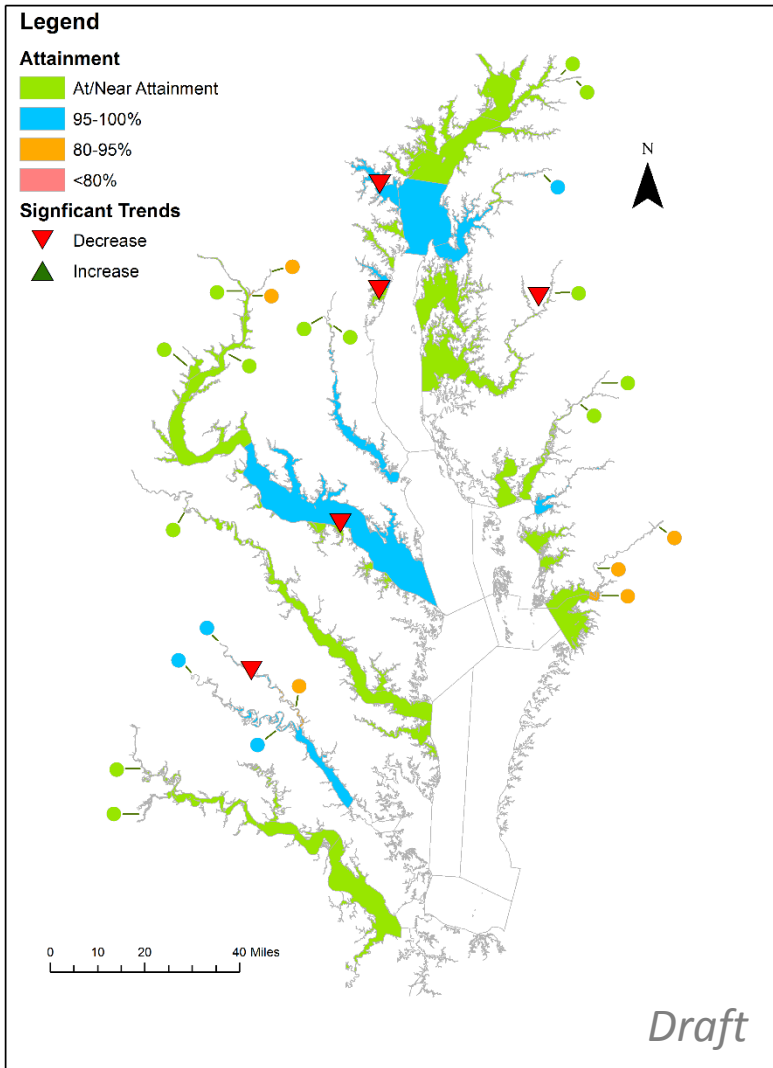 Legend
Attainment
At/Near Attainment
95-100%
80-95%
<80%
Signficant Trends
Decrease
Increase
N
0 10 20 40 Miles
Draft